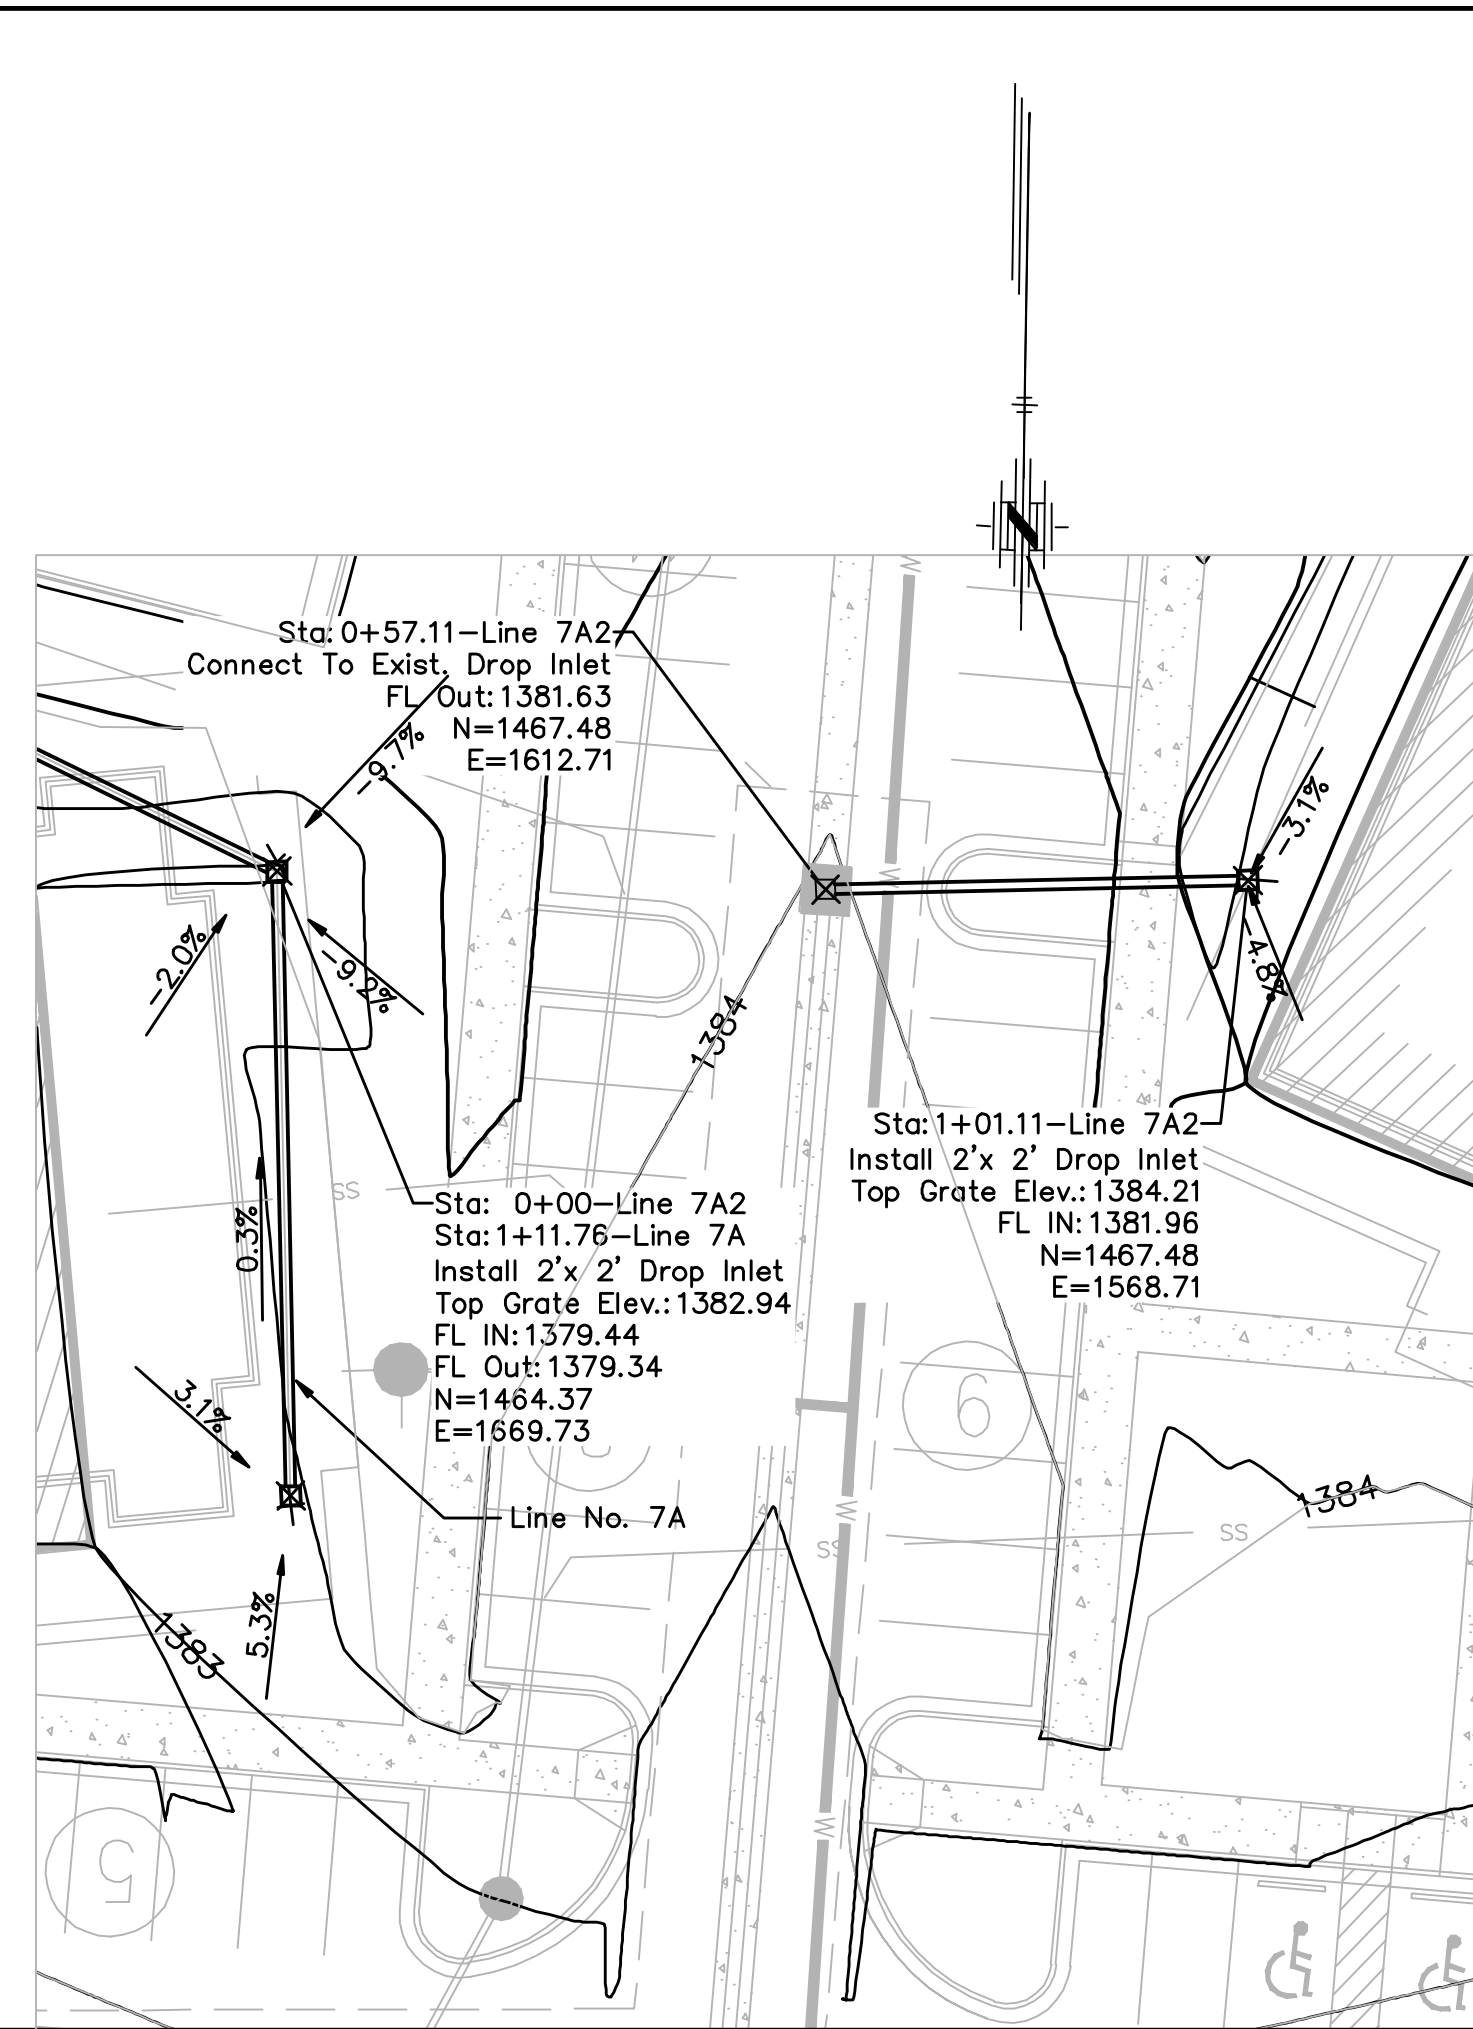 N
W
Sta: 0+57.11-Line 7A2
Connect To Exist. Drop Inlet
FL Out: 1381.63
N=1467.48
E=1612.71
-9.7%
-3.1%
W
-2.0%
-9.2%
-4.8%
1384
Sta: 1+01.11-Line 7A2
Install 2'x 2' Drop Inlet
Top Grate Elev.: 1384.21
FL IN: 1381.96
N=1467.48
E=1568.71
SS
Sta: 0+00-Line 7A2
Sta: 1+11.76-Line 7A
Install 2'x 2' Drop Inlet
Top Grate Elev.: 1382.94
FL IN: 1379.44
FL Out: 1379.34
N=1464.37
E=1669.73
0.3%
3.1%
6
1384
Line No. 7A
W
SS
SS
5.3%
1383
W
5